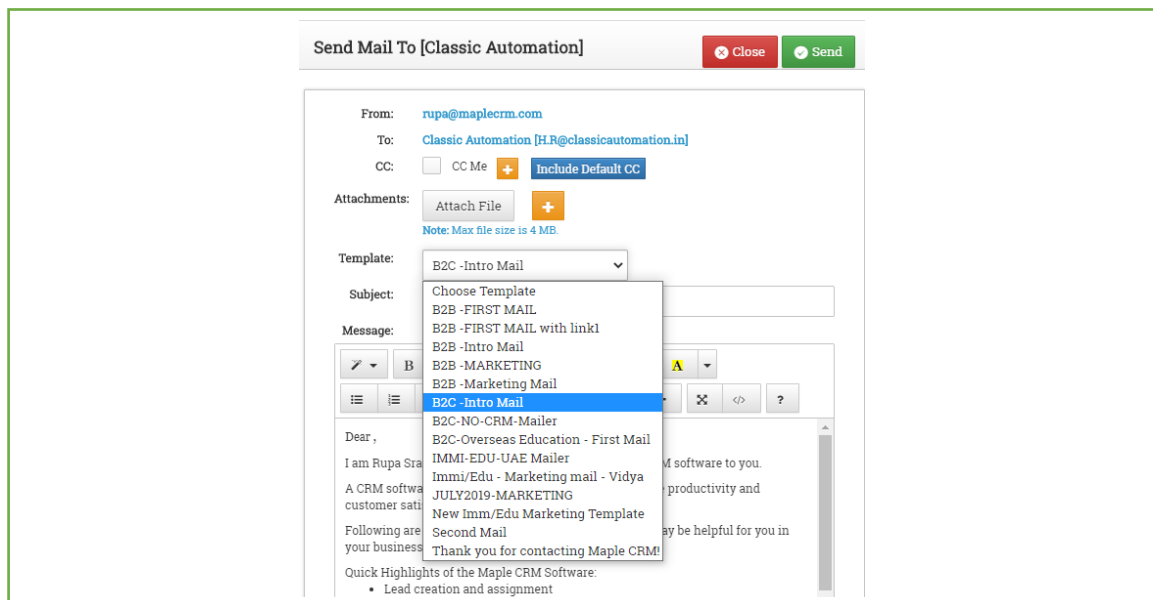 Send Mail To [Classic Automation]
Close
Send
From: rupa@maplecrm.com
To: Classic Automation [H.R@classicautomation.in]
CC: CC Me + Include Default CC
Attachments: Attach File +
Note: Max file size is 4 MB.
Template: B2C -Intro Mail
Subject:
Choose Template
B2B -FIRST MAIL
B2B -FIRST MAIL with link1
B2B -Intro Mail
B2B -MARKETING
B2B -Marketing Mail
B2C -Intro Mail
B2C-NO-CRM-Mailer
B2C-Overseas Education - First Mail
IMMI-EDU-UAE Mailer
Immi/Edu - Marketing mail - Vidya
JULY2019-MARKETING
New Imm/Edu Marketing Template
Second Mail
Thank you for contacting Maple CRM!
Message:
B A </> ?
Dear ,
I am Rupa software to you.
A CRM productivity and
customer
Following are be helpful for you in
your business
Quick Highlights of the Maple CRM Software:
• Lead creation and assignment